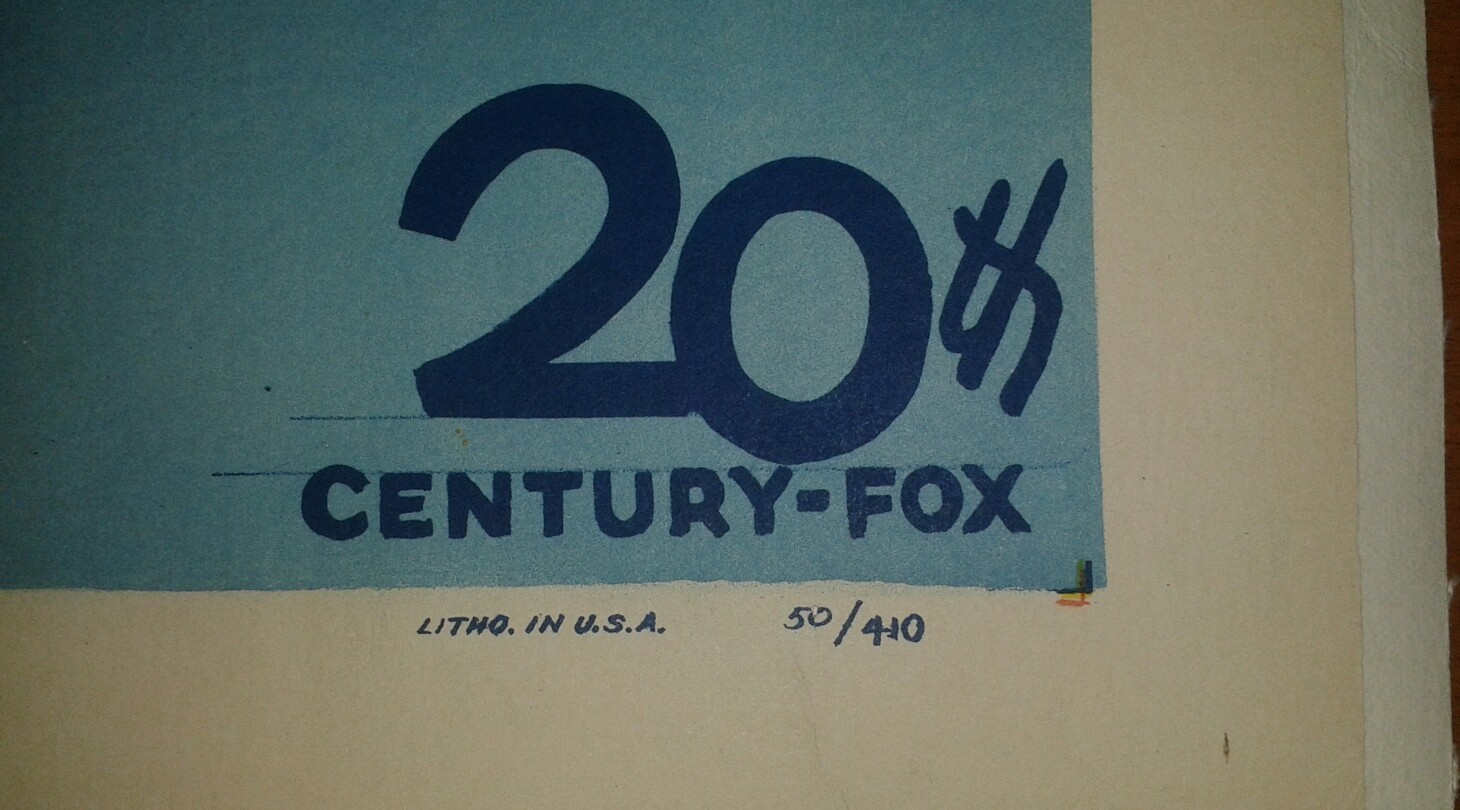 20th
CENTURY-FOX
LITHO. IN U.S.A. 50/410